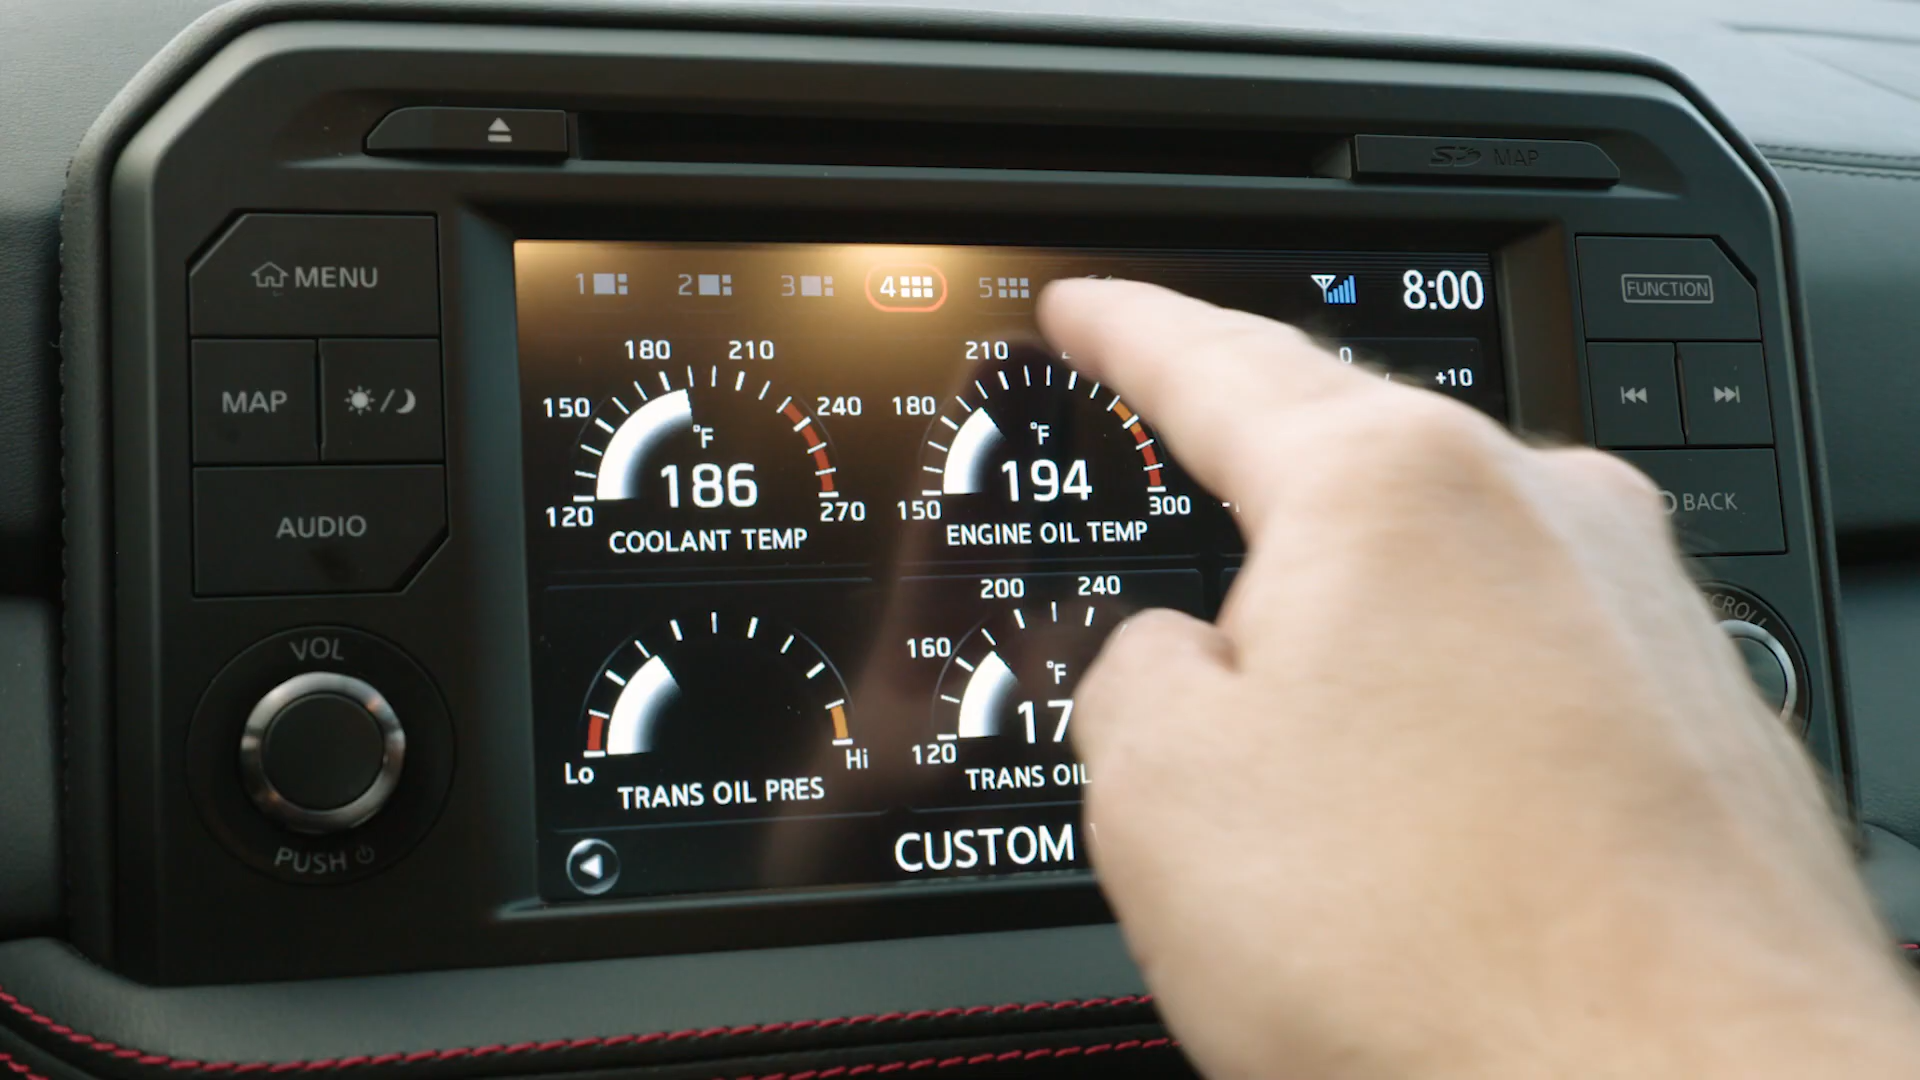 SD MAP
MENU
1 2 3 4 5
8:00
FUNCTION
MAP
AUDIO
BACK
180 210
150 240
°F
186
120 270
COOLANT TEMP
210
180
°F
194
150 300
ENGINE OIL TEMP
0
+10
Lo Hi
TRANS OIL PRES
200 240
160
°F
17
120
TRANS OIL
CUSTOM
VOL
PUSH